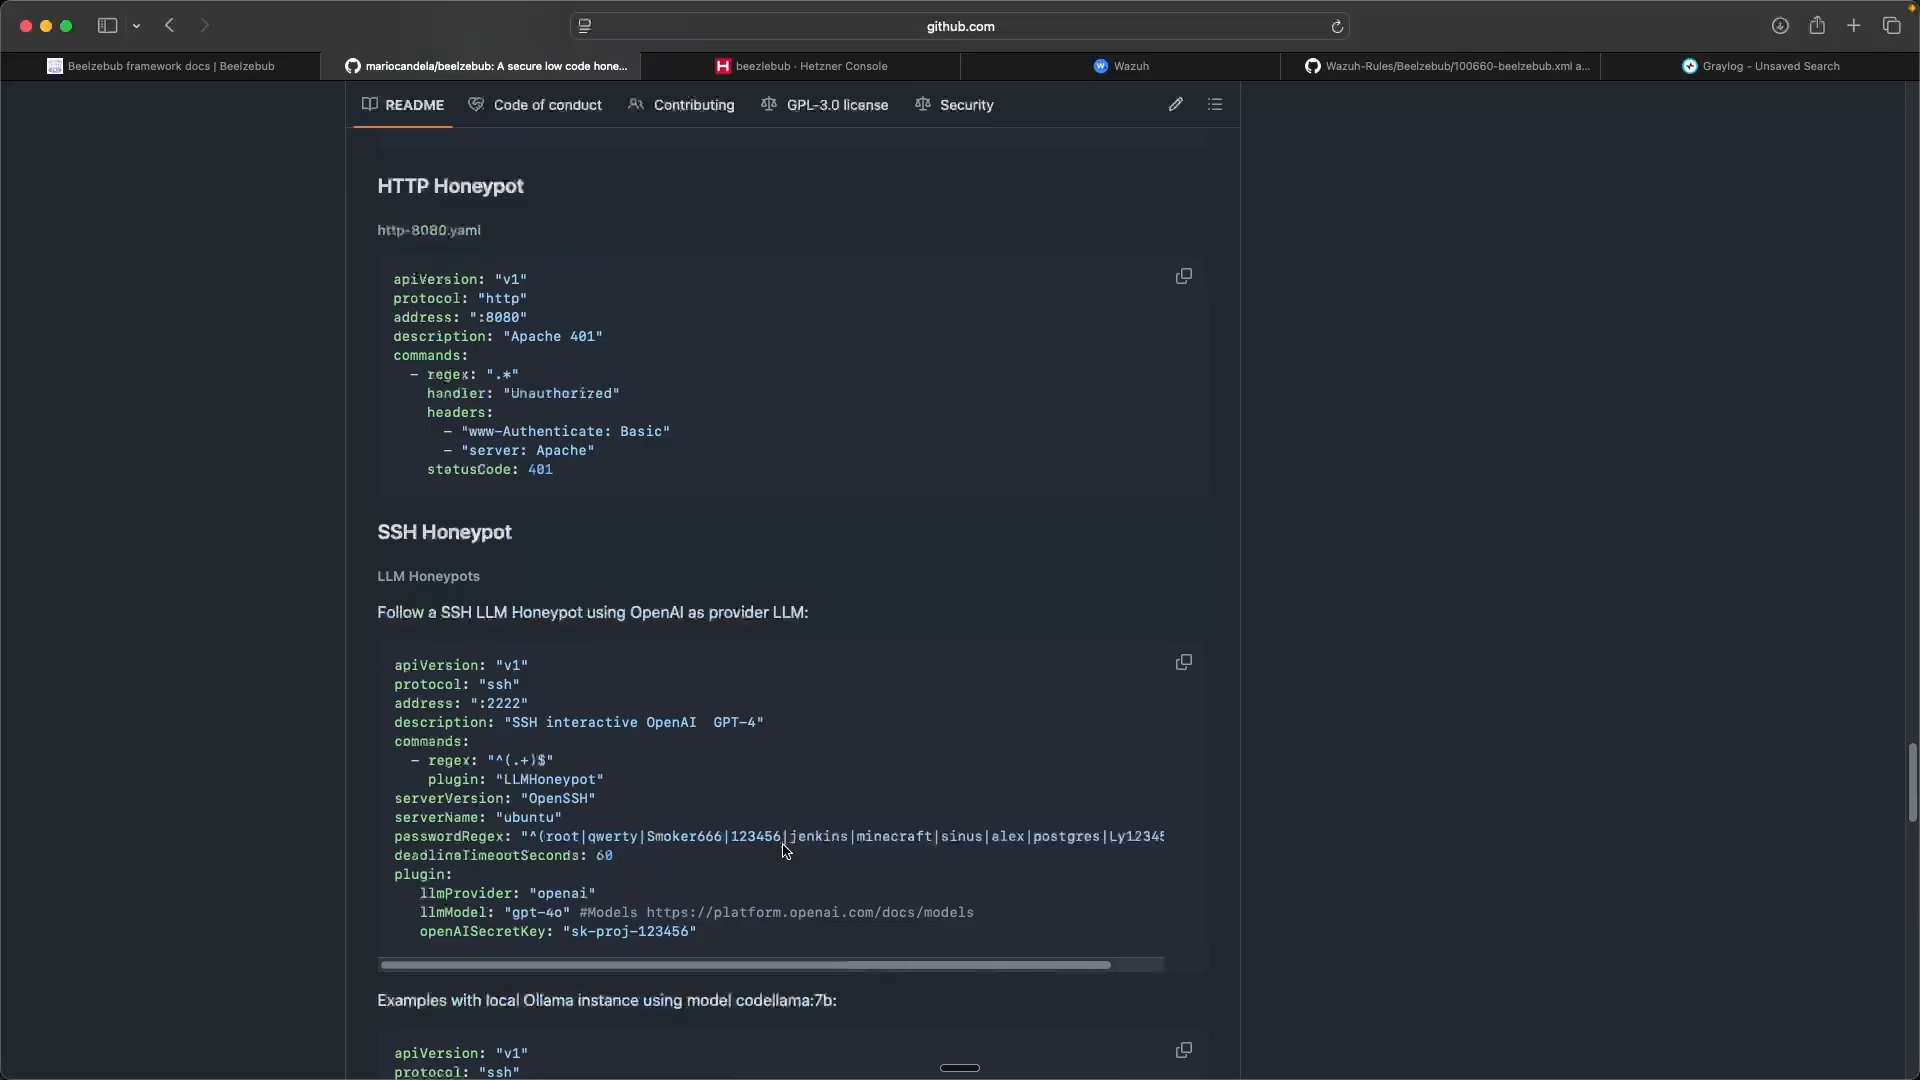 github.com
Beelzebub framework docs | Beelzebub
mariocandela/beelzebub: A secure low code hone...
beezlebub · Hetzner Console
Wazuh
Wazuh-Rules/Beelzebub/100660-beelzebub.xml a...
Graylog - Unsaved Search
README
Code of conduct
Contributing
GPL-3.0 license
Security
HTTP Honeypot
http-8080.yaml
apiVersion: "v1"
protocol: "http"
address: ":8080"
description: "Apache 401"
commands:
- regex: ".*"
handler: "Unauthorized"
headers:
- "www-Authenticate: Basic"
- "server: Apache"
statusCode: 401
SSH Honeypot
LLM Honeypots
Follow a SSH LLM Honeypot using OpenAI as provider LLM:
apiVersion: "v1"
protocol: "ssh"
address: ":2222"
description: "SSH interactive OpenAI  GPT-4"
commands:
- regex: "^(.+)$"
plugin: "LLMHoneypot"
serverVersion: "OpenSSH"
serverName: "ubuntu"
passwordRegex: "^(root|qwerty|Smoker666|123456|jenkins|minecraft|sinus|alex|postgres|Ly12345
deadlineTimeoutSeconds: 60
plugin:
llmProvider: "openai"
llmModel: "gpt-4o" #Models https://platform.openai.com/docs/models
openAISecretKey: "sk-proj-123456"
Examples with local Ollama instance using model codellama:7b:
apiVersion: "v1"
protocol: "ssh"